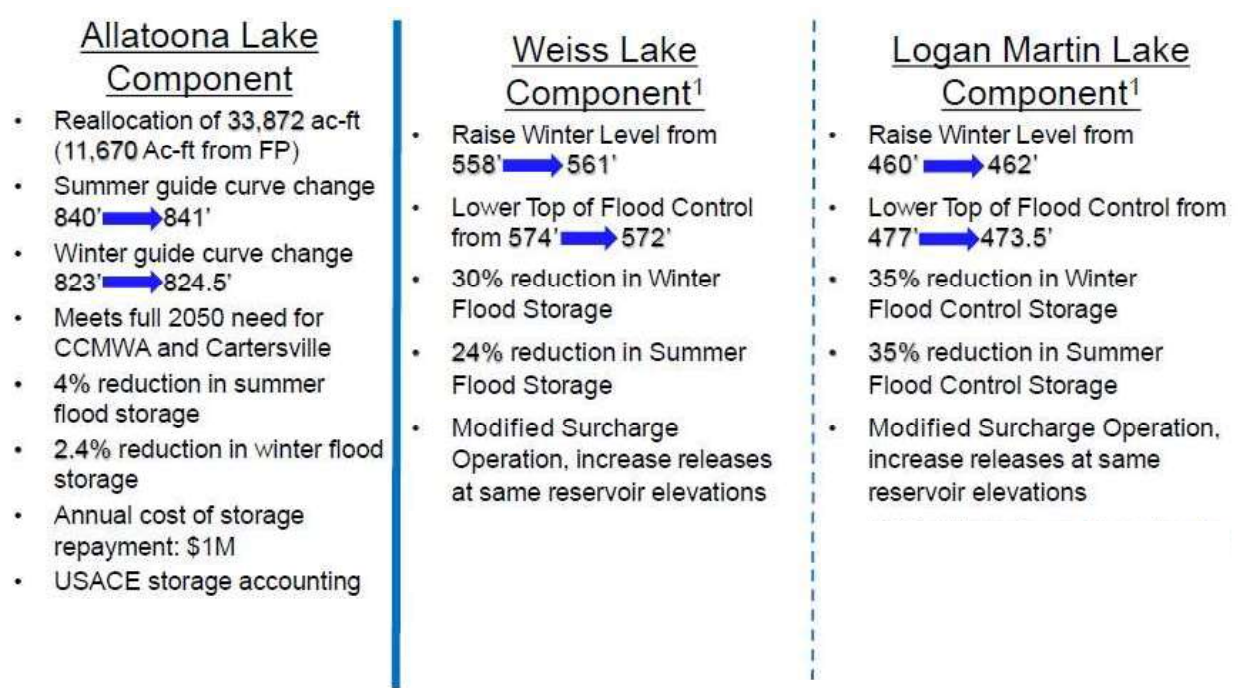 Allatoona Lake
Component
• Reallocation of 33,872 ac-ft
(11,670 Ac-ft from FP)
• Summer guide curve change
840' 841'
• Winter guide curve change
823' 824.5'
• Meets full 2050 need for
CCMWA and Cartersville
• 4% reduction in summer
flood storage
• 2.4% reduction in winter flood
storage
• Annual cost of storage
repayment: $1M
• USACE storage accounting
Weiss Lake
Component¹
• Raise Winter Level from
558' 561'
• Lower Top of Flood Control
from 574' 572'
• 30% reduction in Winter
Flood Storage
• 24% reduction in Summer
Flood Storage
• Modified Surcharge
Operation, increase releases
at same reservoir elevations
Logan Martin Lake
Component¹
• Raise Winter Level from
460' 462'
• Lower Top of Flood Control from
477' 473.5'
• 35% reduction in Winter
Flood Control Storage
• 35% reduction in Summer
Flood Control Storage
• Modified Surcharge Operation,
increase releases at same
reservoir elevations